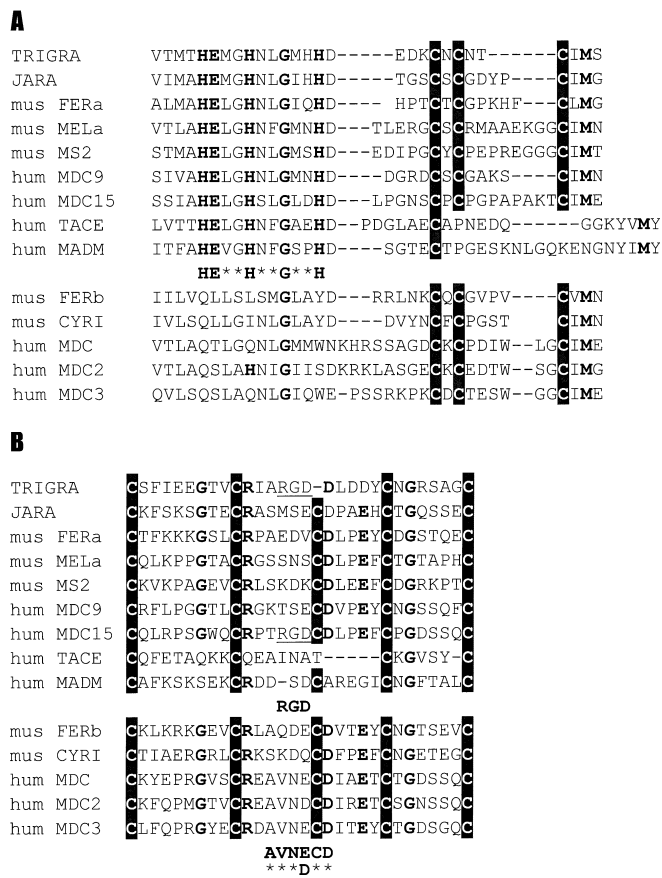 A
TRIGRA VTMTHEMGHNLGMHHD-----EDKCNCNT------CIMS
JARA VIMAHEMGHNLGIHHD-----TGSCSCGDYP----CIMG
mus FERa ALMAHELGHNLGIQHD---- HPTCTCGPKHF---CLMG
mus MELa VTLAHELGHNFGMNHD---TLERGCSCRMAAEKGGCIMN
mus MS2 STMAHEMGHNLGMSHD---EDIPGCYCPEPREGGGCIMT
hum MDC9 SSVAHELGHNLGMNHD----DGRDCSCGAKS----CIMN
hum MDC15 SSIAHELGHSLGLDHD---LPGNSCPCPGPAPAKTCIME
hum TACE LVTTHELGHNFGAEHD--PDGLAECAPNEDQ------GGKYVMY
hum MADM ITFAHEVGHNFGSPHD----SGTECTPGESKNLGQKENGNYIMY
HE**H**G**H
mus FERb IILVQLLSLSMGLAYD---RRLNKCQCGVPV----CVMN
mus CYRI IVLSQLLGINLGLAYD----DVYNCFCPGST CIMN
hum MDC VTLAQTLGQNLGMMWNKHRSSAGDCKCPDIW--LGCIME
hum MDC2 VTLAQSLAHNIGIISDKRKLASGECKCEDTW--SGCIMG
hum MDC3 QVLSQSLAQNLGIQWE-PSSRKPKCDCTESW--GGCIME
B
TRIGRA CSFIEEGTVCRIARGD-DLDDYCNGRSAGC
JARA CKFSKSGTECRASMSECDPAEHCTGQSSEC
mus FERa CTFKKKGSLCRPAEDVCDLPEYCDGSTQEC
mus MELa CQLKPPGTACRGSSNSCDLPEFCTGTAPHC
mus MS2 CKVKPAGEVCRLSKDKCDLEEFCDGRKPTC
hum MDC9 CRFLPGGTLCRGKTSECDVPEYCNGSSQFC
hum MDC15 CQLRPSGWQCRPTRGDCDLPEFCPGDSSQC
hum TACE CQFETAQKKCQEAINAT-----CKGVSY-C
hum MADM CAFKSKSEKCRDD-SDCAREGICNGFTALC
RGD
mus FERb CKLKRKGEVCRLAQDECDVTEYCNGTSEVC
mus CYRI CTIAERGRLCRKSKDQCDFPEFCNGETEGC
hum MDC CKYEPRGVSCREAVNECDIAETCTGDSSQC
hum MDC2 CKFQPMGTVCREAVNDCDIRETCSGNSSQC
hum MDC3 CLFQPRGYECRDAVNECDITEYCTGDSGQC
AVNECD
***D**